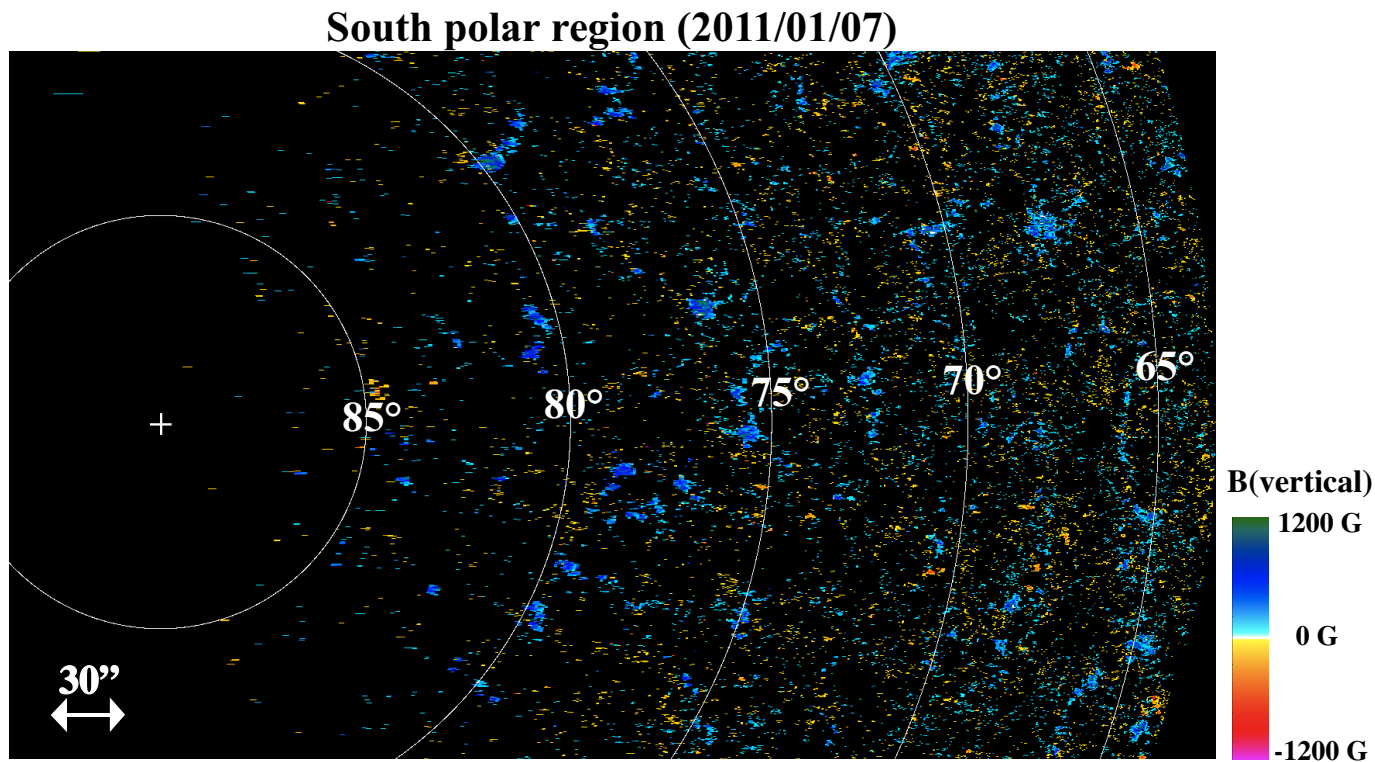 South polar region (2011/01/07)
85°
80°
75°
70°
65°
30”
B(vertical)
1200 G
0 G
-1200 G